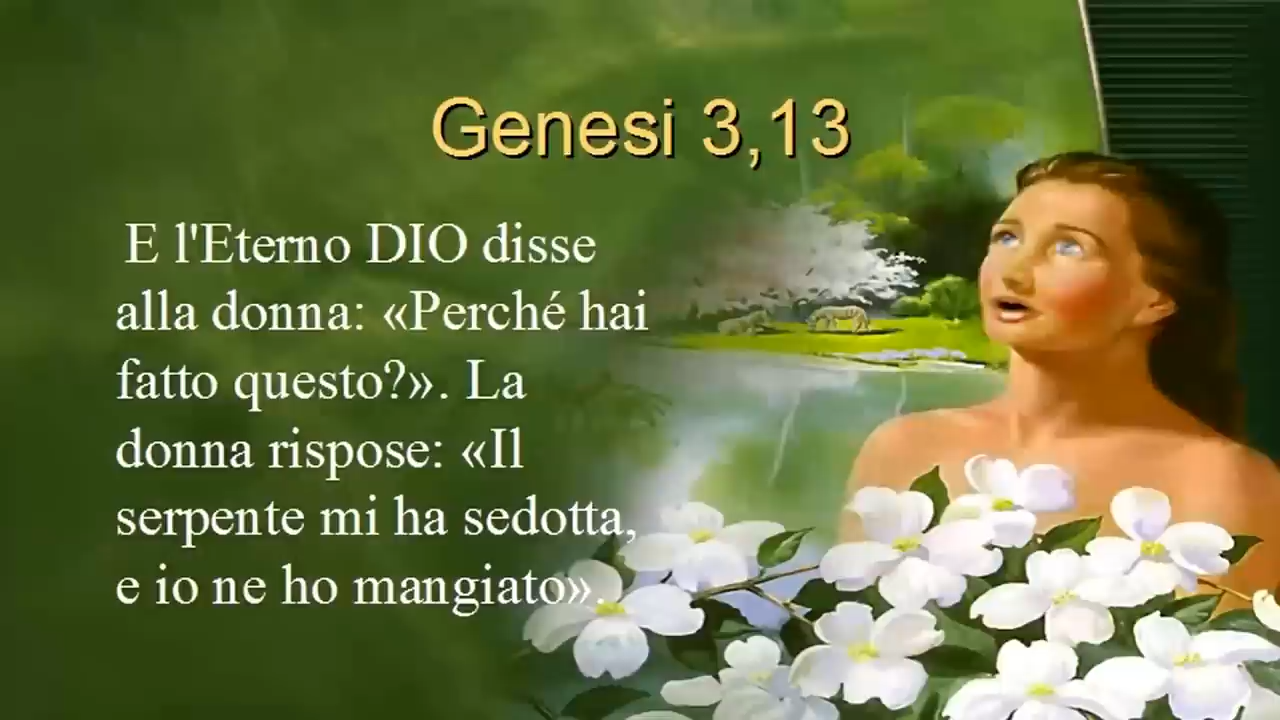 Genesi 3,13
E l'Eterno DIO disse
alla donna: «Perché hai
fatto questo?». La
donna rispose: «Il
serpente mi ha sedotta,
e io ne ho mangiato».